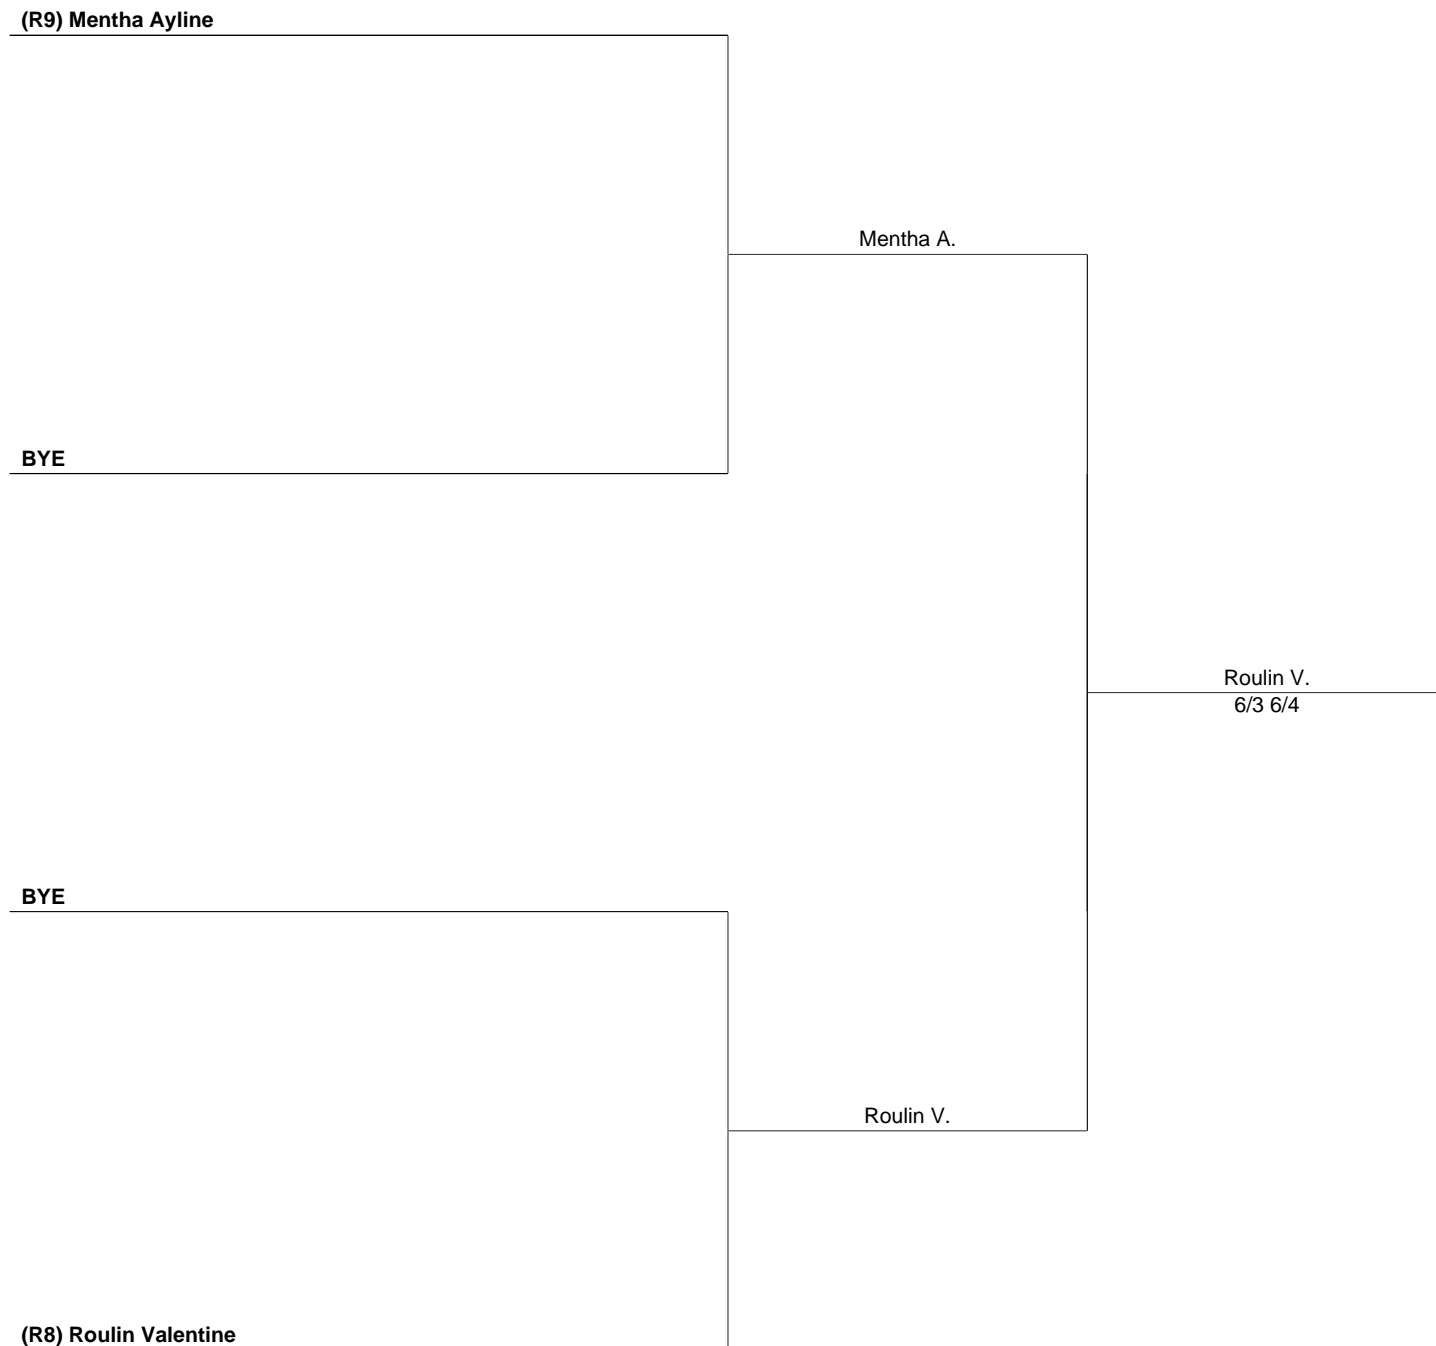 (R9) Mentha Ayline
Mentha A.
BYE
Roulin V.
6/3 6/4
BYE
Roulin V.
(R8) Roulin Valentine